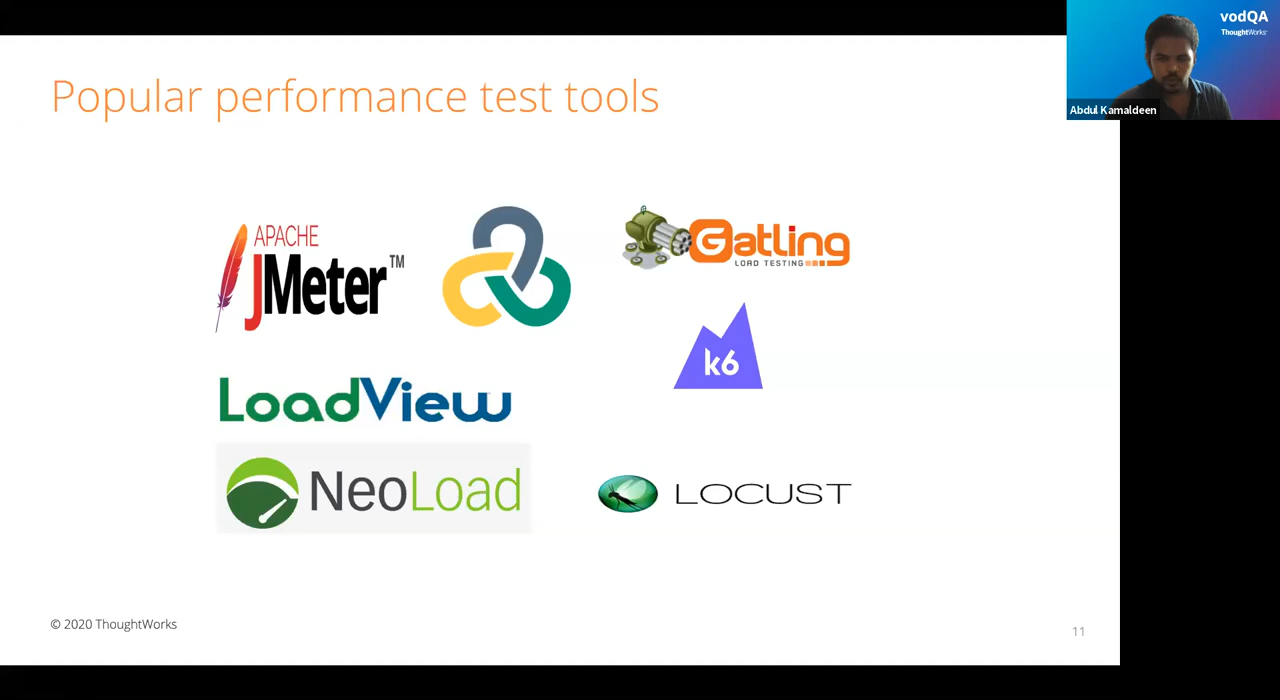 vodQA
ThoughtWorks
Abdul Kamaldeen
Popular performance test tools
APACHE
JMeter™
Gatling
LOAD TESTING
k6
LoadView
NeoLoad
LOCUST
© 2020 ThoughtWorks
11